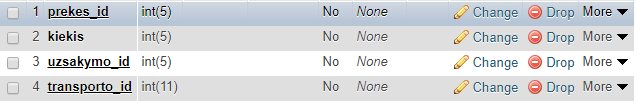 1 prekes_id int(5) No None Change Drop More
2 kiekis int(5) No None Change Drop More
3 uzsakymo_id int(5) No None Change Drop More
4 transporto_id int(11) No None Change Drop More